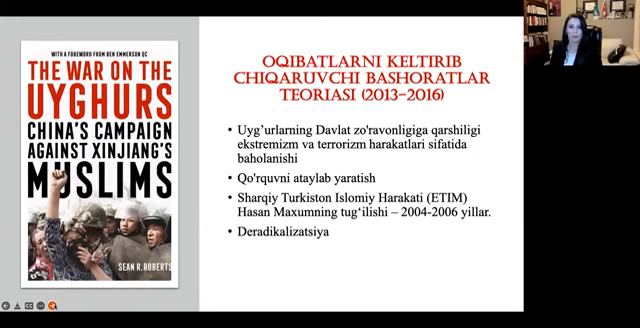 WITH A FOREWORD FROM BEN EMMERSON QC
THE WAR ON THE
UYGHURS
CHINA'S CAMPAIGN
AGAINST XINJIANG'S
MUSLIMS
SEAN R. ROBERTS
OQIBATLARNI KELTIRIB
CHIQARUVCHI BASHORATLAR
TEORIASI (2013-2016)
• Uyg'urlarning Davlat zo'ravonligiga qarshiligi
ekstremizm va terrorizm harakatlari sifatida
baholanishi
• Qo'rquvni ataylab yaratish
• Sharqiy Turkiston Islomiy Harakati (ETIM)
Hasan Maxumning tug‘ilishi – 2004-2006 yillar.
• Deradikalizatsiya